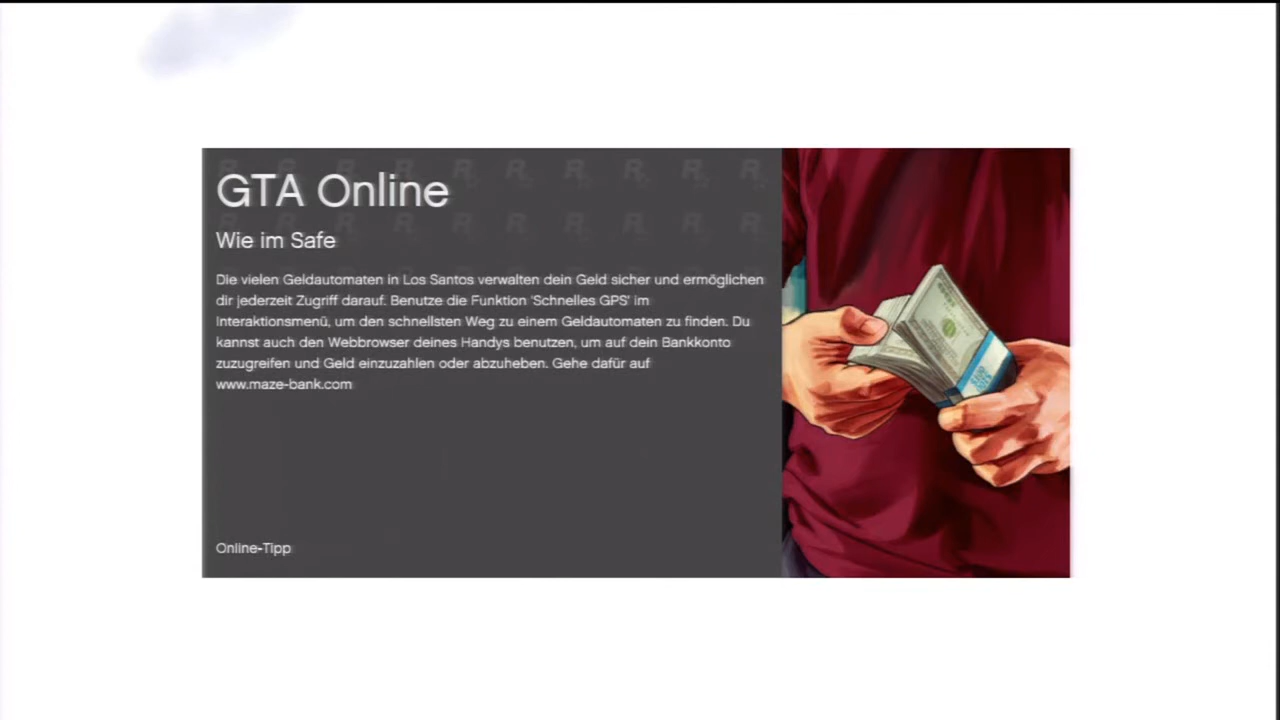 GTA Online
Wie im Safe
Die vielen Geldautomaten in Los Santos verwalten dein Geld sicher und ermöglichen
dir jederzeit Zugriff darauf. Benutze die Funktion 'Schnelles GPS' im
Interaktionsmenü, um den schnellsten Weg zu einem Geldautomaten zu finden. Du
kannst auch den Webbrowser deines Handys benutzen, um auf dein Bankkonto
zuzugreifen und Geld einzuzahlen oder abzuheben. Gehe dafür auf
www.maze-bank.com
Online-Tipp